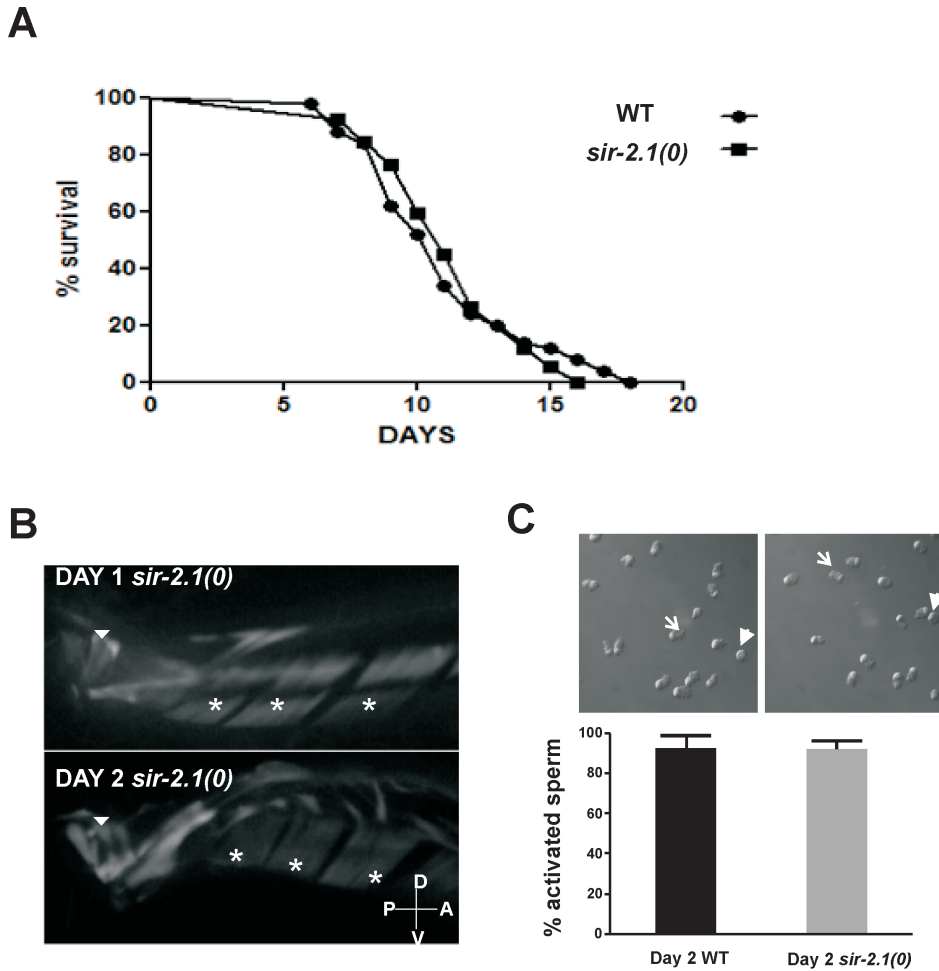 A
100
80
60
40
20
0
% survival
0 5 10 15 20
DAYS
WT
sir-2.1(0)
B
DAY 1 sir-2.1(0)
* * *
DAY 2 sir-2.1(0)
* * *
D
P A
V
C
100
80
60
40
20
0
% activated sperm
Day 2 WT Day 2 sir-2.1(0)